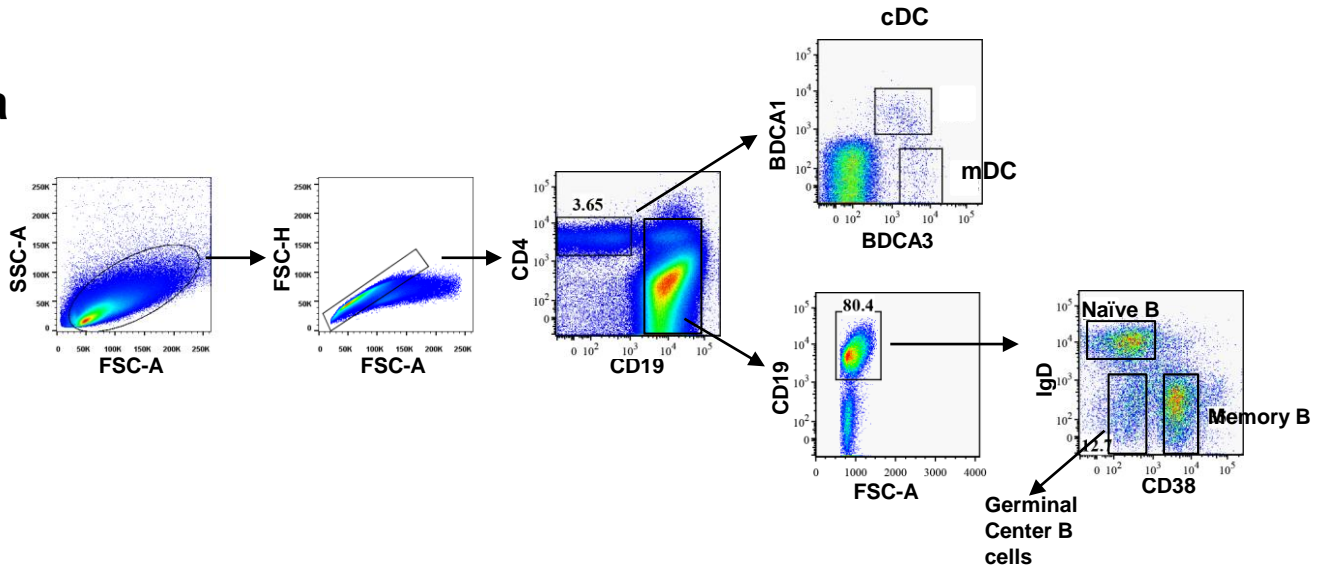 a
SSC-A
250K
200K
150K
100K
50K
0
0 50K 100K 150K 200K 250K
FSC-A
FSC-H
250K
200K
150K
100K
50K
0
0 50K 100K 150K 200K 250K
FSC-A
CD4
10^5
10^4
10^3
10^2
0
3.65
0 10^2 10^3 10^4 10^5
CD19
cDC
BDCA1
10^5
10^4
10^3
10^2
0
mDC
0 10^2 10^3 10^4 10^5
BDCA3
CD19
10^5
10^4
10^3
10^2
0
80.4
0 1000 2000 3000 4000
FSC-A
IgD
10^5
10^4
10^3
10^2
0
Naïve B
Memory B
12.7
0 10^2 10^3 10^4 10^5
CD38
Germinal
Center B
cells